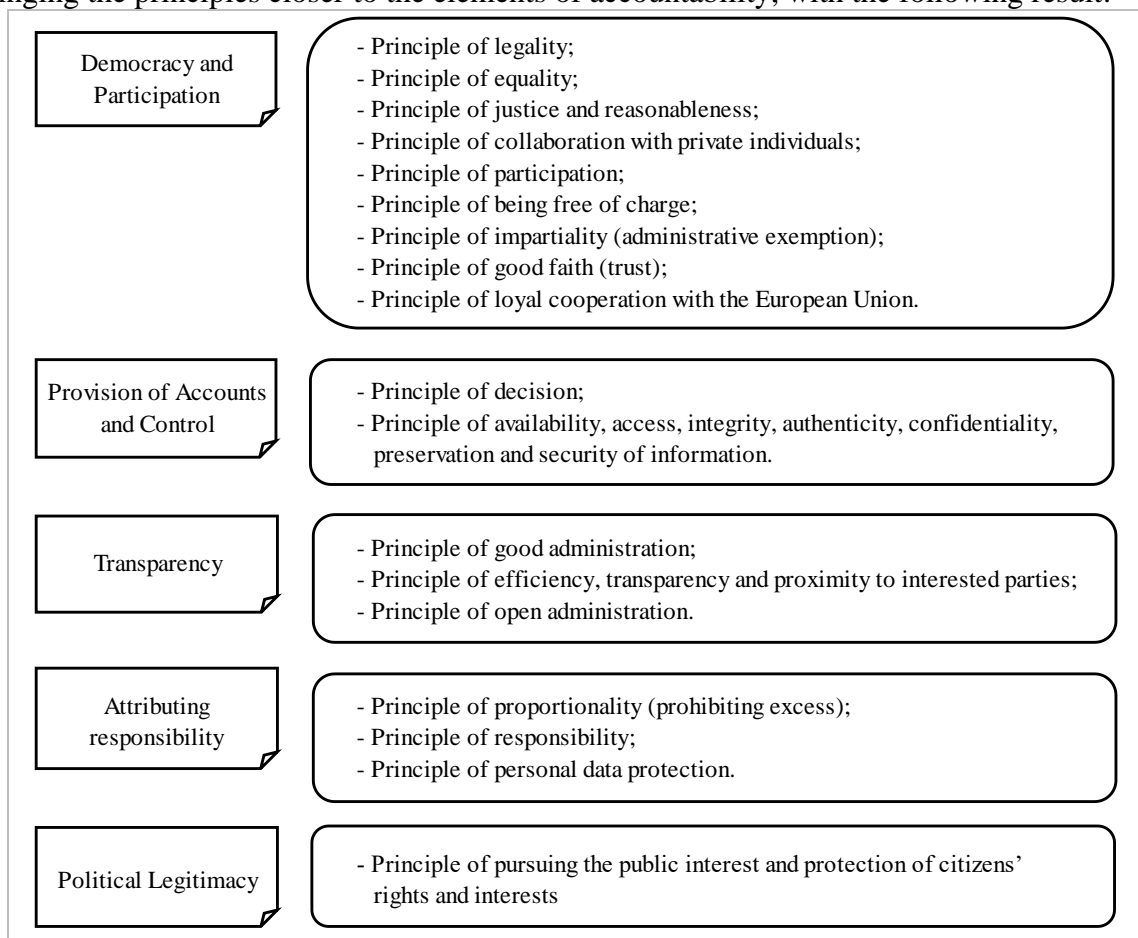 the principles closer to the elements of accountability, with the following result:
Democracy and
Participation
- Principle of legality;
- Principle of equality;
- Principle of justice and reasonableness;
- Principle of collaboration with private individuals;
- Principle of participation;
- Principle of being free of charge;
- Principle of impartiality (administrative exemption);
- Principle of good faith (trust);
- Principle of loyal cooperation with the European Union.
Provision of Accounts
and Control
- Principle of decision;
- Principle of availability, access, integrity, authenticity, confidentiality,
preservation and security of information.
Transparency
- Principle of good administration;
- Principle of efficiency, transparency and proximity to interested parties;
- Principle of open administration.
Attributing
responsibility
- Principle of proportionality (prohibiting excess);
- Principle of responsibility;
- Principle of personal data protection.
Political Legitimacy
- Principle of pursuing the public interest and protection of citizens’
rights and interests